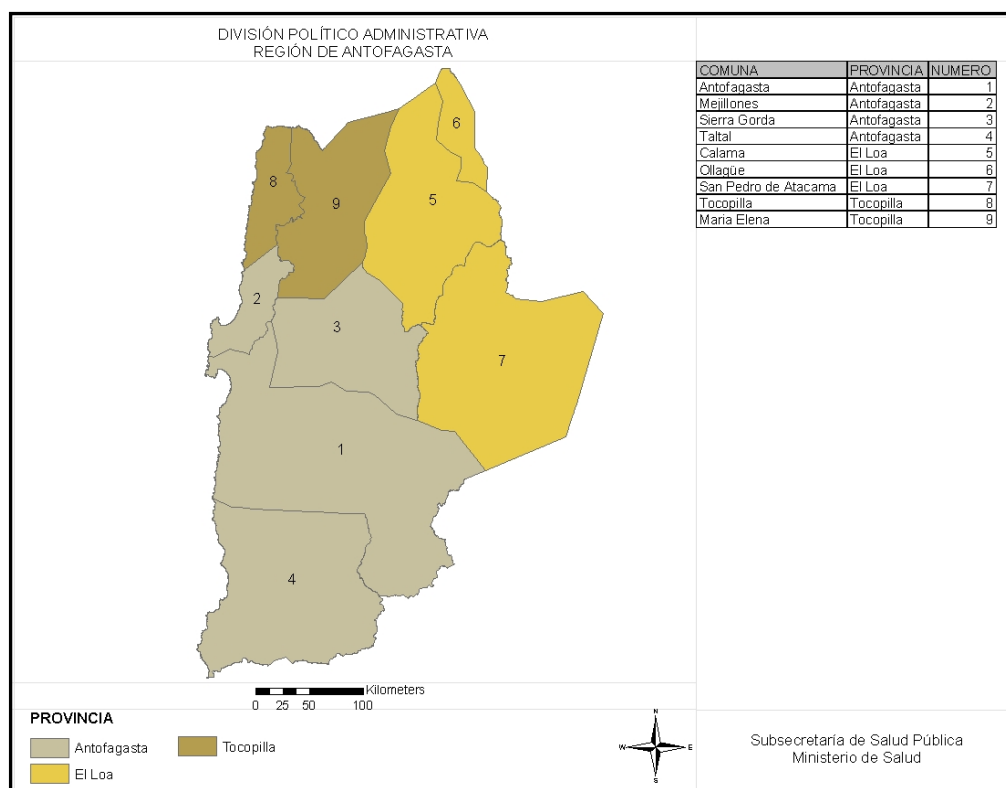 DIVISIÓN POLÍTICO ADMINISTRATIVA
REGIÓN DE ANTOFAGASTA
COMUNA PROVINCIA NUMERO
Antofagasta Antofagasta 1
Mejillones Antofagasta 2
Sierra Gorda Antofagasta 3
Taltal Antofagasta 4
Calama El Loa 5
Ollagüe El Loa 6
San Pedro de Atacama El Loa 7
Tocopilla Tocopilla 8
Maria Elena Tocopilla 9
6
8
9
5
2
3
7
1
4
Kilometers
0 25 50 100
PROVINCIA
Antofagasta
Tocopilla
El Loa
N
W
E
S
Subsecretaría de Salud Pública
Ministerio de Salud